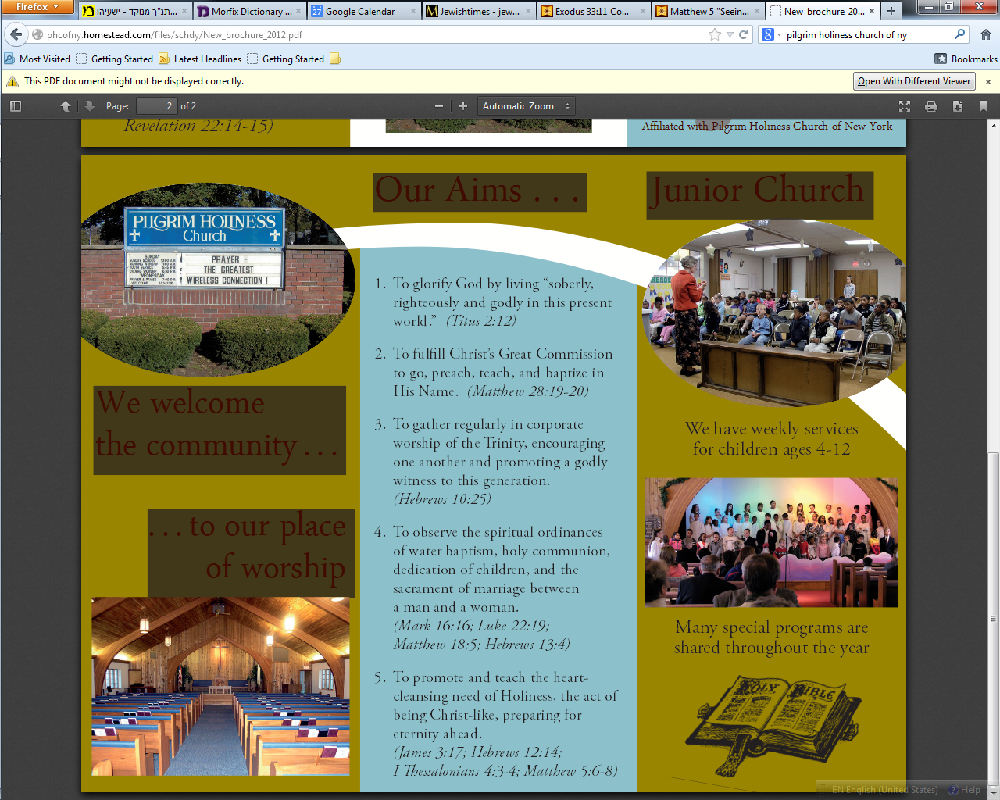 Firefox
תנ"ך מנוקד - ישעיהו...
Morfix Dictionary ...
Google Calendar
Jewishtimes - jew...
Exodus 33:11 Co...
Matthew 5 "Seein...
New_brochure_20...
phcofny.homestead.com/files/schdy/New_brochure_2012.pdf
pilgrim holiness church of ny
Most Visited
Getting Started
Latest Headlines
Getting Started
Bookmarks
This PDF document might not be displayed correctly.
Open With Different Viewer
Page: 2 of 2
Automatic Zoom
Revelation 22:14-15)
Affiliated with Pilgrim Holiness Church of New York
PILGRIM HOLINESS
Church
SUNDAY
SUNDAY SCHOOL 10:00 A.M.
WEDNESDAY
PRAYER & PRAISE 7:00 P.M.
WELCOME
PRAYER -
THE GREATEST
WIRELESS CONNECTION !
We welcome
the community . . .
. . . to our place
of worship
Our Aims . . .
1. To glorify God by living “soberly,
righteously and godly in this present
world.” (Titus 2:12)
2. To fulfill Christ’s Great Commission
to go, preach, teach, and baptize in
His Name. (Matthew 28:19-20)
3. To gather regularly in corporate
worship of the Trinity, encouraging
one another and promoting a godly
witness to this generation.
(Hebrews 10:25)
4. To observe the spiritual ordinances
of water baptism, holy communion,
dedication of children, and the
sacrament of marriage between
a man and a woman.
(Mark 16:16; Luke 22:19;
Matthew 18:5; Hebrews 13:4)
5. To promote and teach the heart-
cleansing need of Holiness, the act of
being Christ-like, preparing for
eternity ahead.
(James 3:17; Hebrews 12:14;
I Thessalonians 4:3-4; Matthew 5:6-8)
Junior Church
We have weekly services
for children ages 4-12
Many special programs are
shared throughout the year
HOLY BIBLE
EN English (United States)
Help